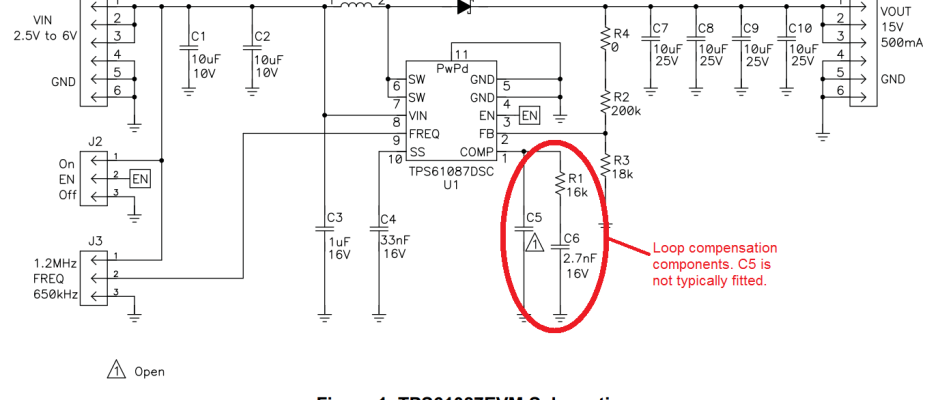 1
2
VIN
2.5V to 6V
2
3
4
GND
5
6
C1
10uF
10V
C2
10uF
10V
R4
0
C7
10uF
25V
C8
10uF
25V
C9
10uF
25V
C10
10uF
25V
1
2
3
4
5
6
VOUT
15V
500mA
GND
11
PwPd
6 SW GND 5
7 SW GND 4
8 VIN EN 3
9 FREQ FB 2
10 SS COMP 1
EN
TPS61087DSC
U1
R2
200k
R3
18k
J2
On 1
EN 2 EN
Off 3
J3
1.2MHz 1
FREQ 2
650kHz 3
C3
1uF
16V
C4
33nF
16V
C5
1
R1
16k
C6
2.7nF
16V
Loop compensation
components. C5 is
not typically fitted.
1 Open